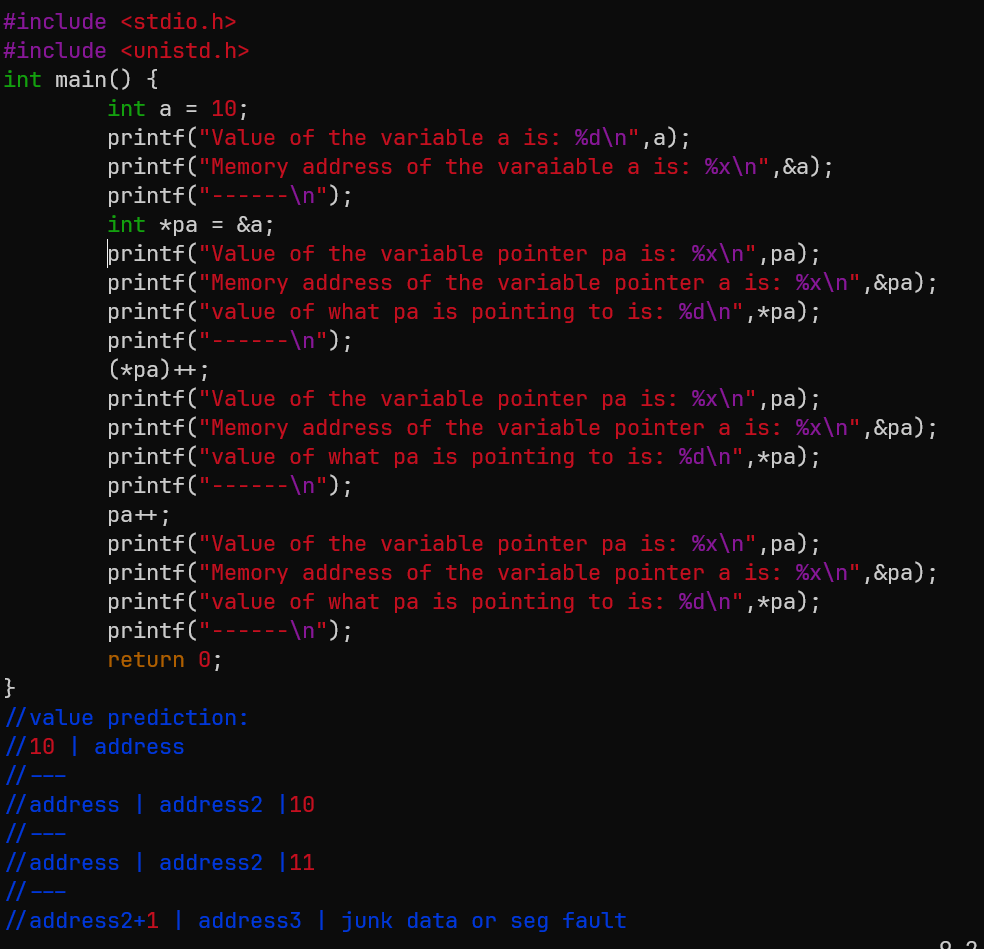 #include <stdio.h>
#include <unistd.h>
int main() {
        int a = 10;
        printf("Value of the variable a is: %d\n",a);
        printf("Memory address of the varaiable a is: %x\n",&a);
        printf("------\n");
        int *pa = &a;
        printf("Value of the variable pointer pa is: %x\n",pa);
        printf("Memory address of the variable pointer a is: %x\n",&pa);
        printf("value of what pa is pointing to is: %d\n",*pa);
        printf("------\n");
        (*pa)++;
        printf("Value of the variable pointer pa is: %x\n",pa);
        printf("Memory address of the variable pointer a is: %x\n",&pa);
        printf("value of what pa is pointing to is: %d\n",*pa);
        printf("------\n");
        pa++;
        printf("Value of the variable pointer pa is: %x\n",pa);
        printf("Memory address of the variable pointer a is: %x\n",&pa);
        printf("value of what pa is pointing to is: %d\n",*pa);
        printf("------\n");
        return 0;
}
//value prediction:
//10 | address
//---
//address | address2 |10
//---
//address | address2 |11
//---
//address2+1 | address3 | junk data or seg fault